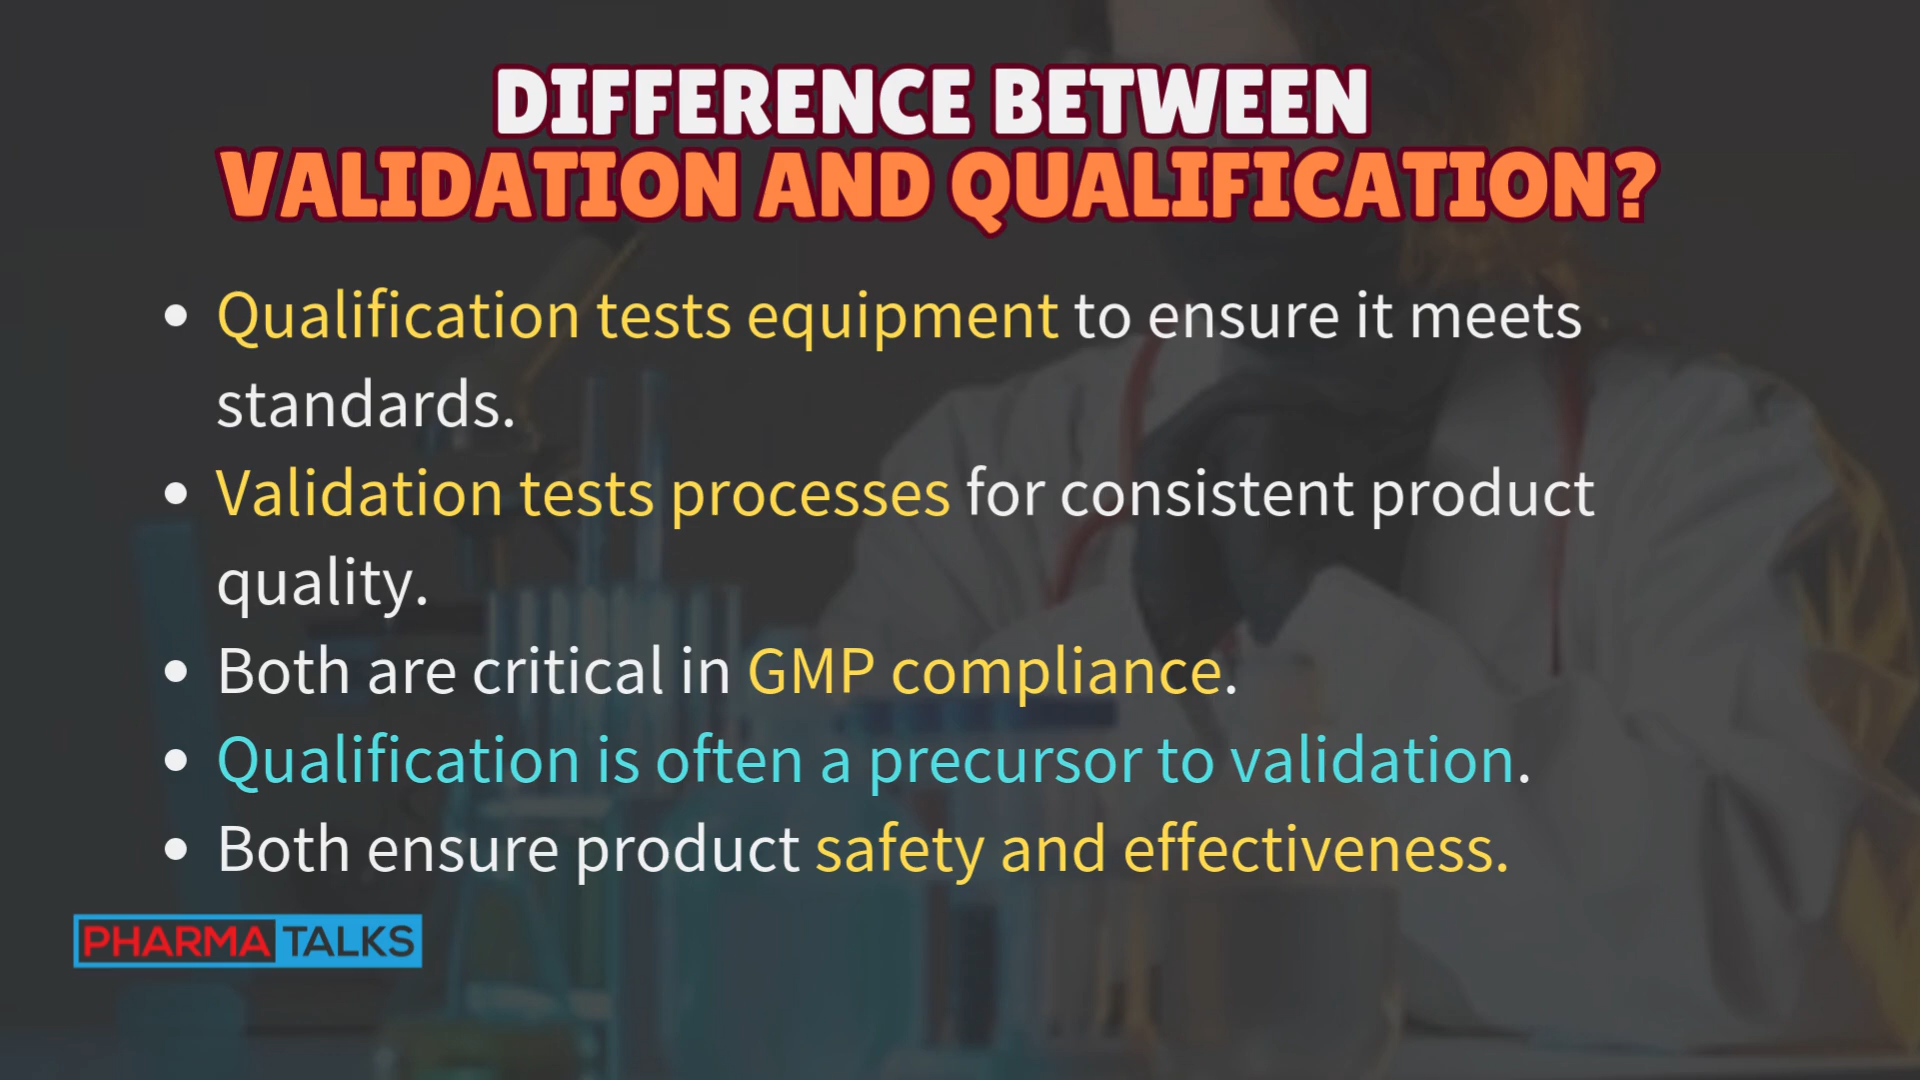 DIFFERENCE BETWEEN
VALIDATION AND QUALIFICATION?
• Qualification tests equipment to ensure it meets
standards.
• Validation tests processes for consistent product
quality.
• Both are critical in GMP compliance.
• Qualification is often a precursor to validation.
• Both ensure product safety and effectiveness.
PHARMA TALKS